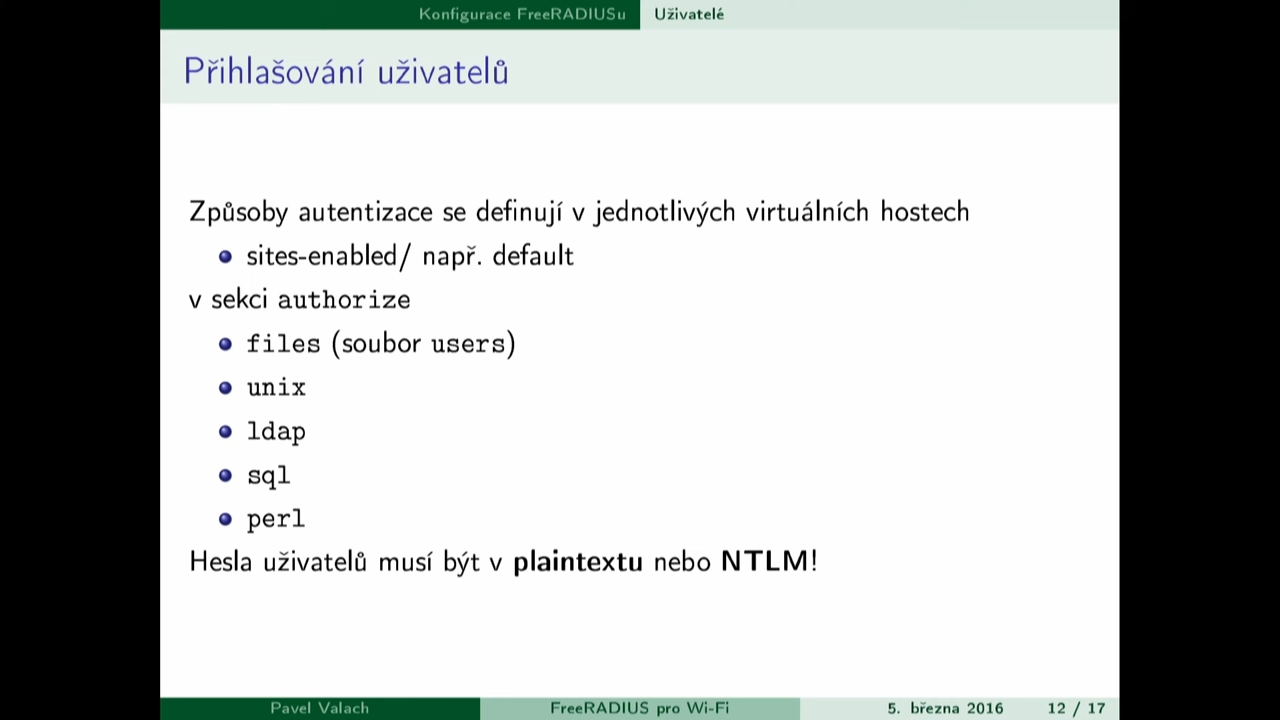 Konfigurace FreeRADIUSu Uživatelé
Přihlašování uživatelů
Způsoby autentizace se definují v jednotlivých virtuálních hostech
sites-enabled/ např. default
v sekci authorize
files (soubor users)
unix
ldap
sql
perl
Hesla uživatelů musí být v plaintextu nebo NTLM!
Pavel Valach FreeRADIUS pro Wi-Fi 5. března 2016 12 / 17